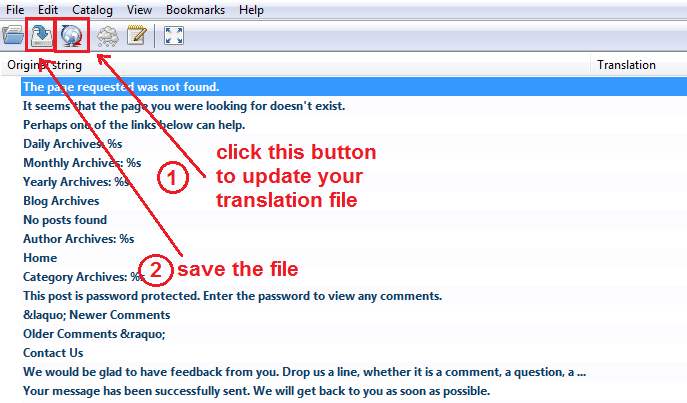 File Edit Catalog View Bookmarks Help
Original string Translation
The page requested was not found.
It seems that the page you were looking for doesn't exist.
Perhaps one of the links below can help.
Daily Archives: %s
Monthly Archives: %s
1
click this button
to update your
translation file
Yearly Archives: %s
Blog Archives
No posts found
Author Archives: %s
Home
2 save the file
Category Archives: %s
This post is password protected. Enter the password to view any comments.
&laquo; Newer Comments
Older Comments &raquo;
Contact Us
We would be glad to have feedback from you. Drop us a line, whether it is a comment, a question, a ...
Your message has been successfully sent. We will get back to you as soon as possible.